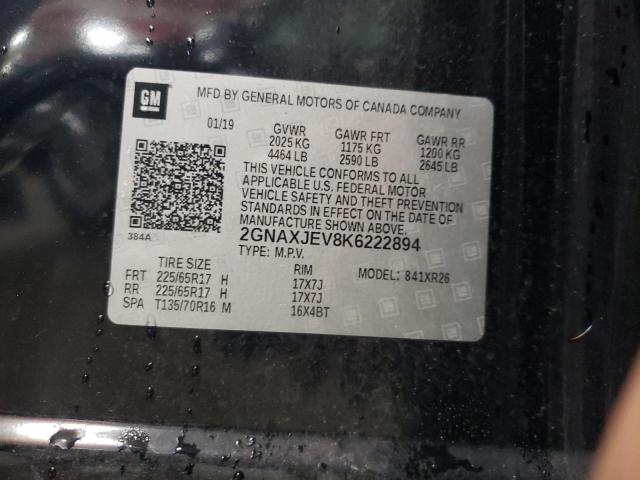 GM
MFD BY GENERAL MOTORS OF CANADA COMPANY
01/19 GVWR GAWR FRT GAWR RR
2025 KG 1175 KG 1200 KG
4464 LB 2590 LB 2645 LB
THIS VEHICLE CONFORMS TO ALL
APPLICABLE U.S. FEDERAL MOTOR
VEHICLE SAFETY AND THEFT PREVENTION
STANDARDS IN EFFECT ON THE DATE OF
MANUFACTURE SHOWN ABOVE.
384A
2GNAXJEV8K6222894
TYPE: M.P.V.
TIRE SIZE RIM MODEL: 841XR26
FRT 225/65R17 H 17X7J
RR 225/65R17 H 17X7J
SPA T135/70R16 M 16X4BT